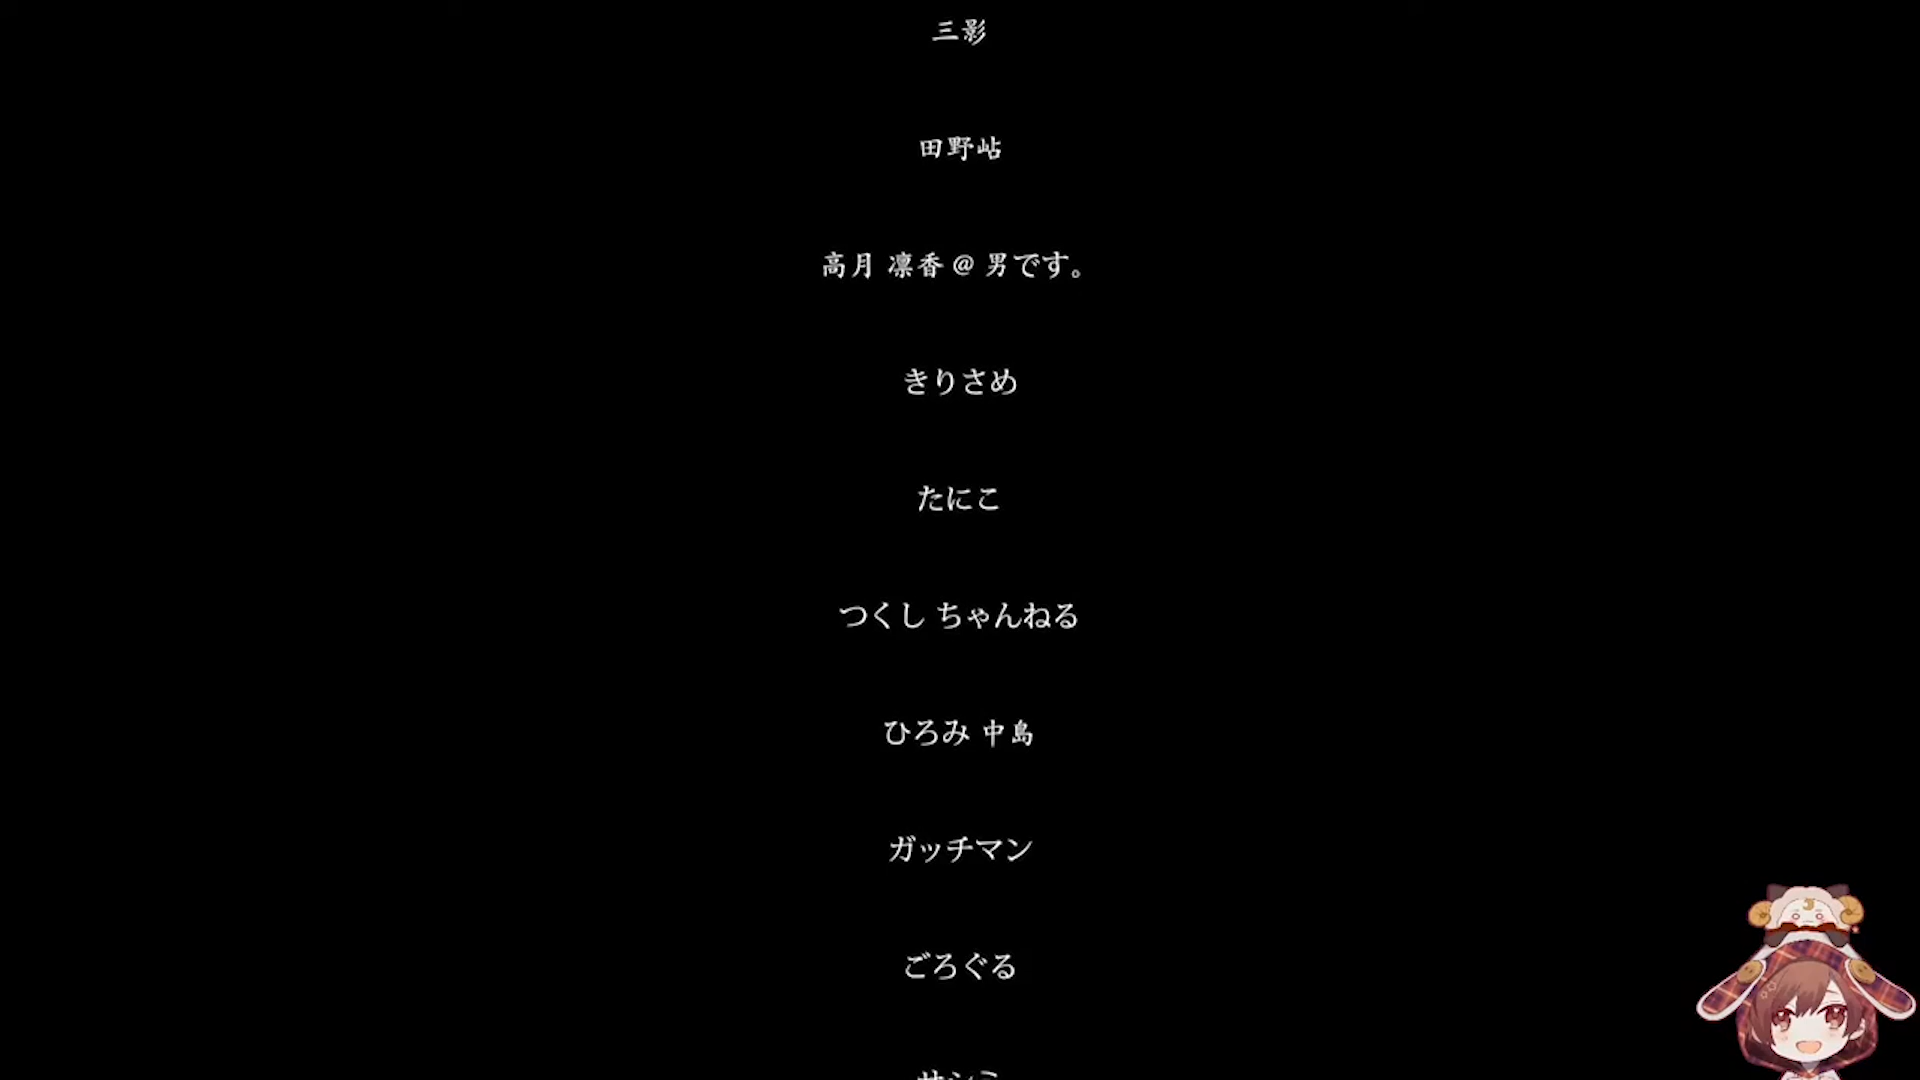 三影
田野岾
高月 凛香 @ 男です。
きりさめ
たにこ
つくし ちゃんねる
ひろみ 中島
ガッチマン
ごろぐる